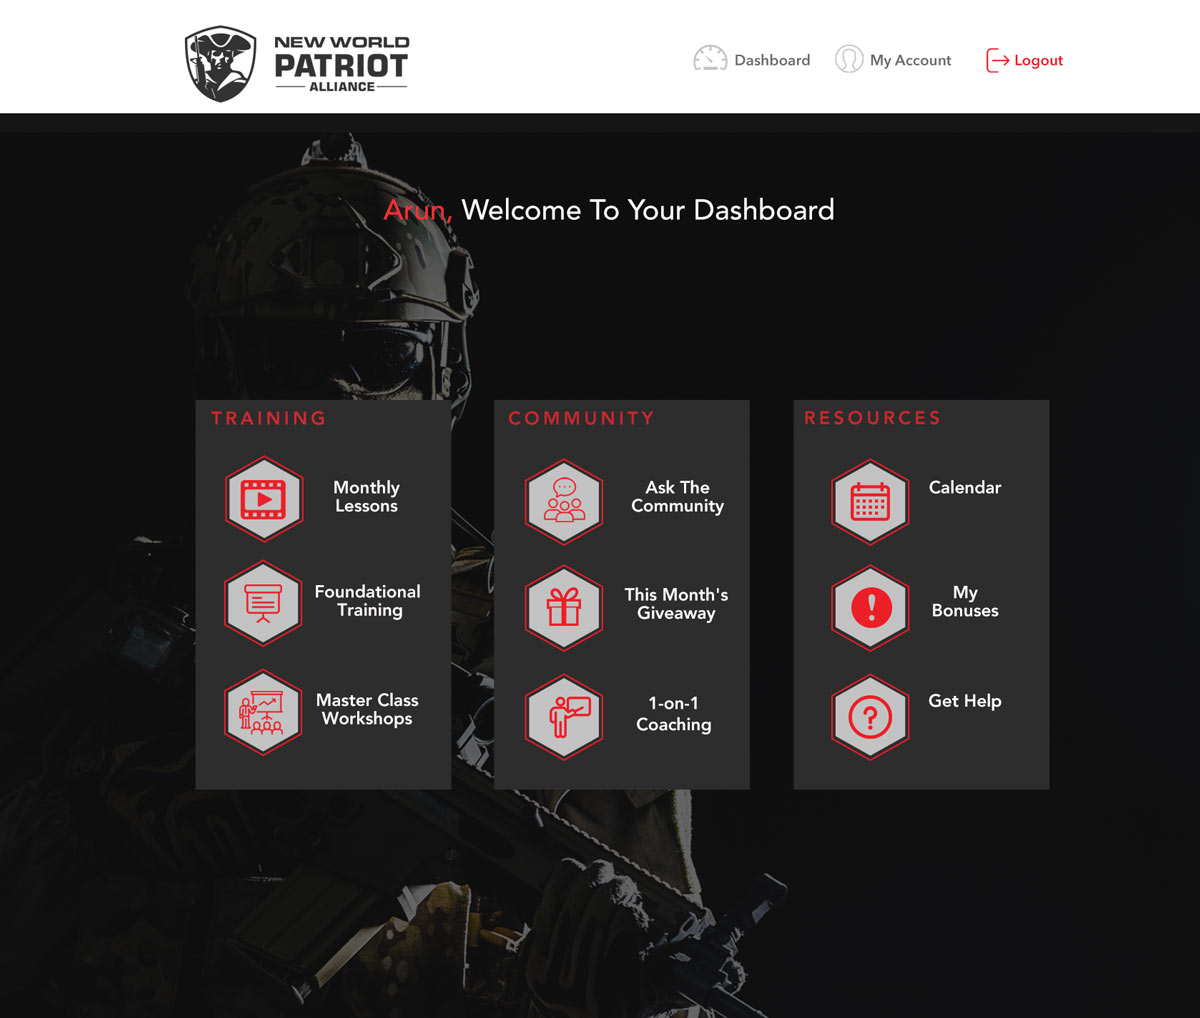 NEW WORLD
PATRIOT
ALLIANCE
Dashboard
My Account
Logout
Arun, Welcome To Your Dashboard
TRAINING
Monthly
Lessons
Foundational
Training
Master Class
Workshops
COMMUNITY
Ask The
Community
This Month's
Giveaway
1-on-1
Coaching
RESOURCES
Calendar
My
Bonuses
Get Help